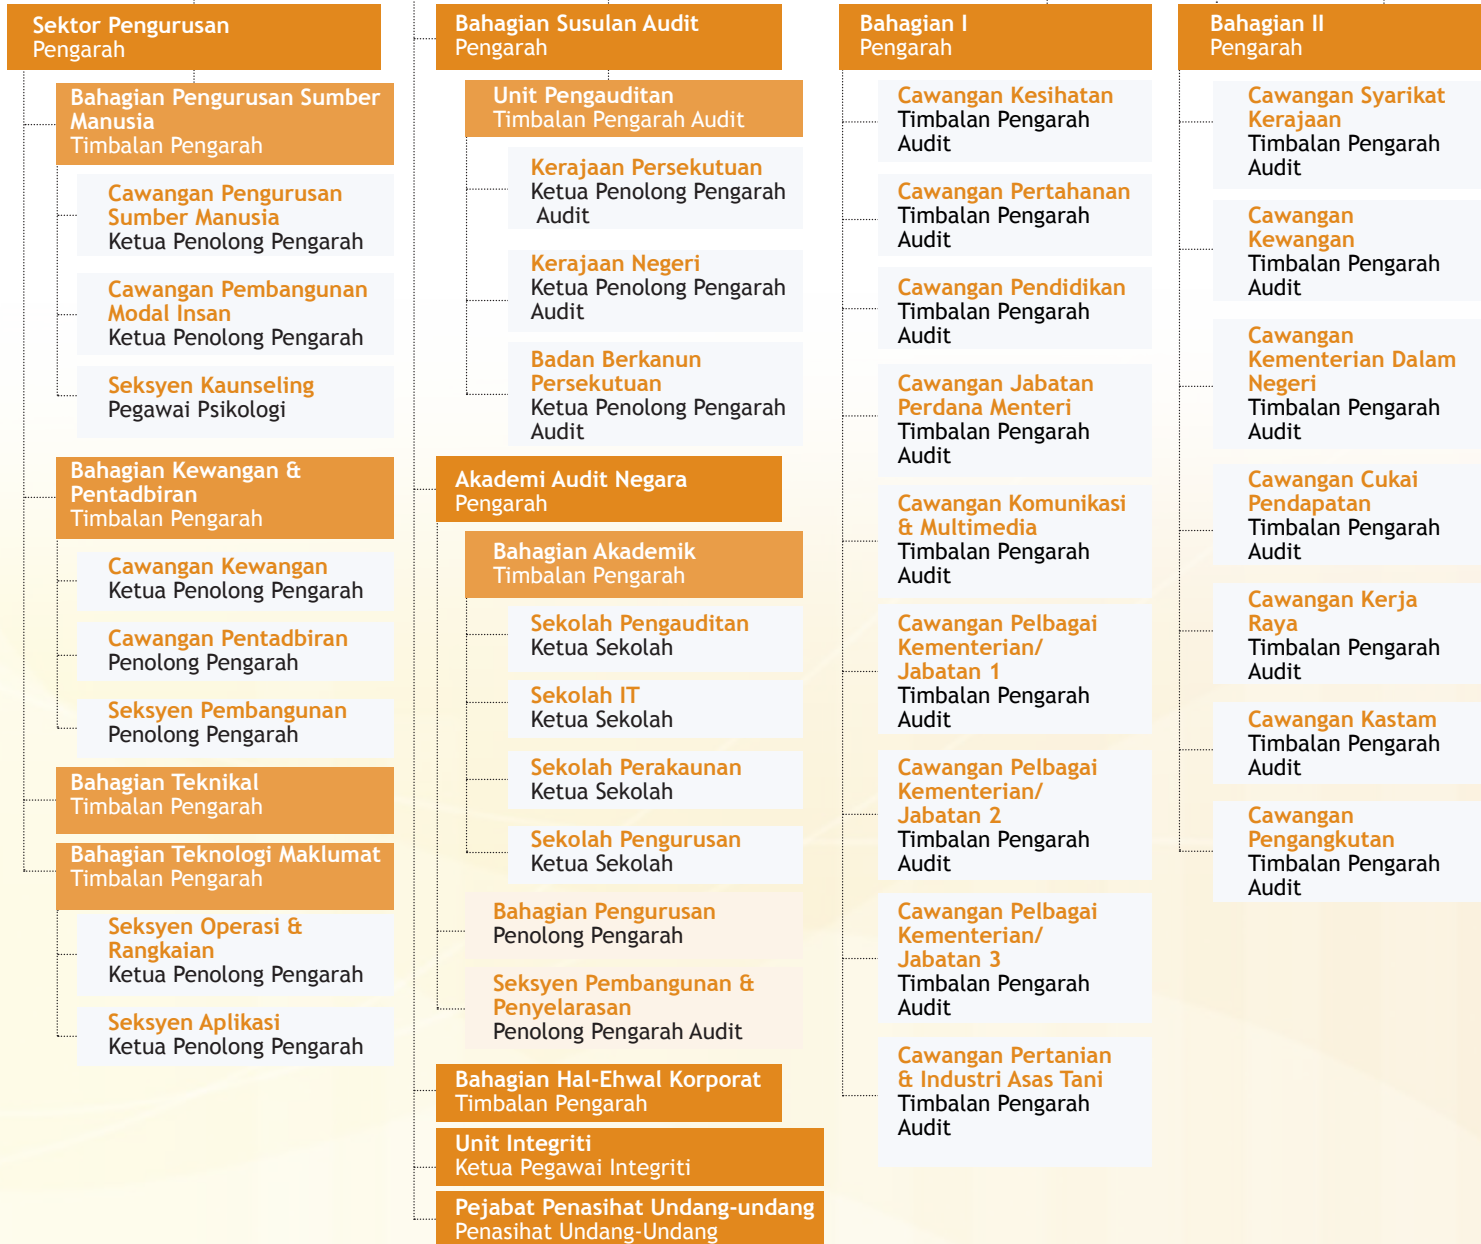 Sektor Pengurusan
Pengarah
Bahagian Pengurusan Sumber
Manusia
Timbalan Pengarah
Cawangan Pengurusan
Sumber Manusia
Ketua Penolong Pengarah
Cawangan Pembangunan
Modal Insan
Ketua Penolong Pengarah
Seksyen Kaunseling
Pegawai Psikologi
Bahagian Kewangan &
Pentadbiran
Timbalan Pengarah
Cawangan Kewangan
Ketua Penolong Pengarah
Cawangan Pentadbiran
Penolong Pengarah
Seksyen Pembangunan
Penolong Pengarah
Bahagian Teknikal
Timbalan Pengarah
Bahagian Teknologi Maklumat
Timbalan Pengarah
Seksyen Operasi &
Rangkaian
Ketua Penolong Pengarah
Seksyen Aplikasi
Ketua Penolong Pengarah
Bahagian Susulan Audit
Pengarah
Unit Pengauditan
Timbalan Pengarah Audit
Kerajaan Persekutuan
Ketua Penolong Pengarah
Audit
Kerajaan Negeri
Ketua Penolong Pengarah
Audit
Badan Berkanun
Persekutuan
Ketua Penolong Pengarah
Audit
Akademi Audit Negara
Pengarah
Bahagian Akademik
Timbalan Pengarah
Sekolah Pengauditan
Ketua Sekolah
Sekolah IT
Ketua Sekolah
Sekolah Perakaunan
Ketua Sekolah
Sekolah Pengurusan
Ketua Sekolah
Bahagian Pengurusan
Penolong Pengarah
Seksyen Pembangunan &
Penyelarasan
Penolong Pengarah Audit
Bahagian Hal-Ehwal Korporat
Timbalan Pengarah
Unit Integriti
Ketua Pegawai Integriti
Pejabat Penasihat Undang-undang
Penasihat Undang-Undang
Bahagian I
Pengarah
Cawangan Kesihatan
Timbalan Pengarah
Audit
Cawangan Pertahanan
Timbalan Pengarah
Audit
Cawangan Pendidikan
Timbalan Pengarah
Audit
Cawangan Jabatan
Perdana Menteri
Timbalan Pengarah
Audit
Cawangan Komunikasi
& Multimedia
Timbalan Pengarah
Audit
Cawangan Pelbagai
Kementerian/
Jabatan 1
Timbalan Pengarah
Audit
Cawangan Pelbagai
Kementerian/
Jabatan 2
Timbalan Pengarah
Audit
Cawangan Pelbagai
Kementerian/
Jabatan 3
Timbalan Pengarah
Audit
Cawangan Pertanian
& Industri Asas Tani
Timbalan Pengarah
Audit
Bahagian II
Pengarah
Cawangan Syarikat
Kerajaan
Timbalan Pengarah
Audit
Cawangan
Kewangan
Timbalan Pengarah
Audit
Cawangan
Kementerian Dalam
Negeri
Timbalan Pengarah
Audit
Cawangan Cukai
Pendapatan
Timbalan Pengarah
Audit
Cawangan Kerja
Raya
Timbalan Pengarah
Audit
Cawangan Kastam
Timbalan Pengarah
Audit
Cawangan
Pengangkutan
Timbalan Pengarah
Audit